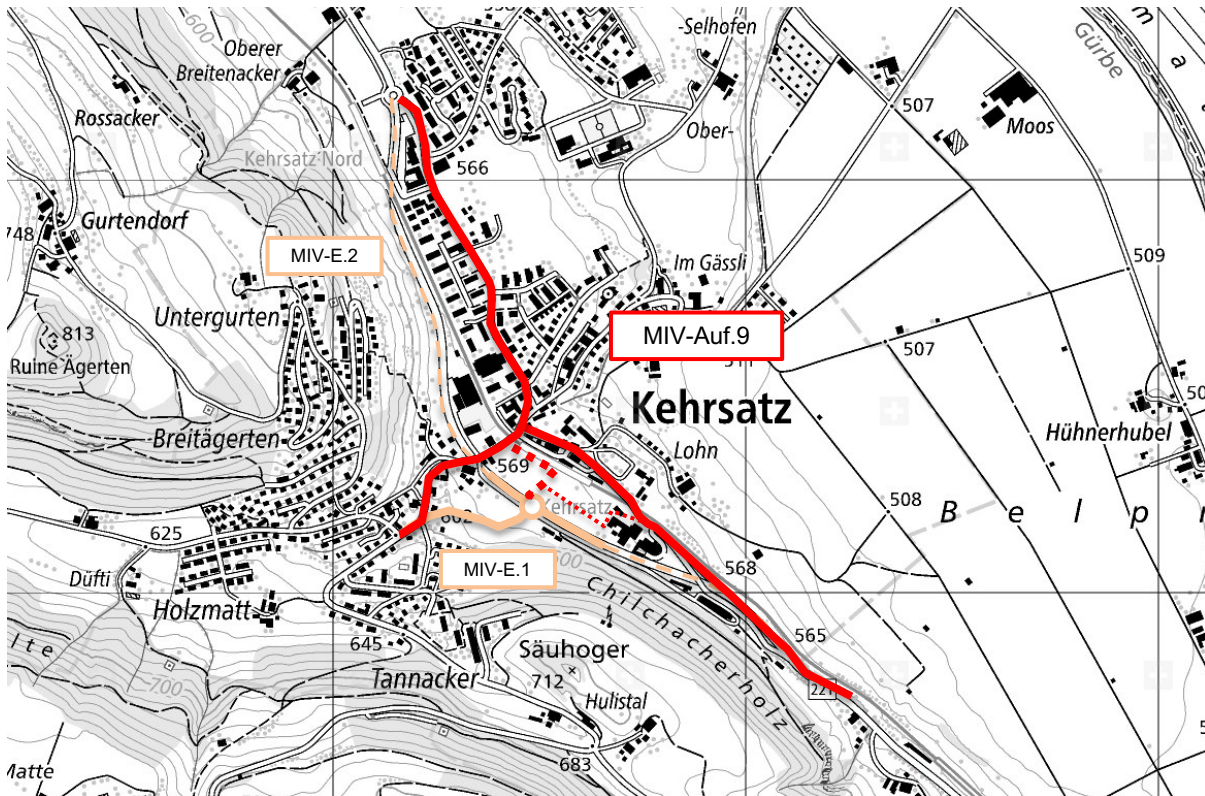 600
Oberer
Breitenacker
-Selhofen
Gürbe
m
a
Rossacker
507
Moos
Ober-
Kehrsatz Nord
566
Gurtendorf
748
MIV-E.2
Im Gässli
509
Untergurten
813
Ruine Ägerten
MIV-Auf.9
507
Kehrsatz
Breitägerten
Hühnerhubel
Lohn
569
Kehrsatz
508
B e l p
602
625
MIV-E.1
568
Düfti
Holzmatt
Chilchacherholz
565
645
Säuhoger
712
Tannacker
Hulistal
700
221
683